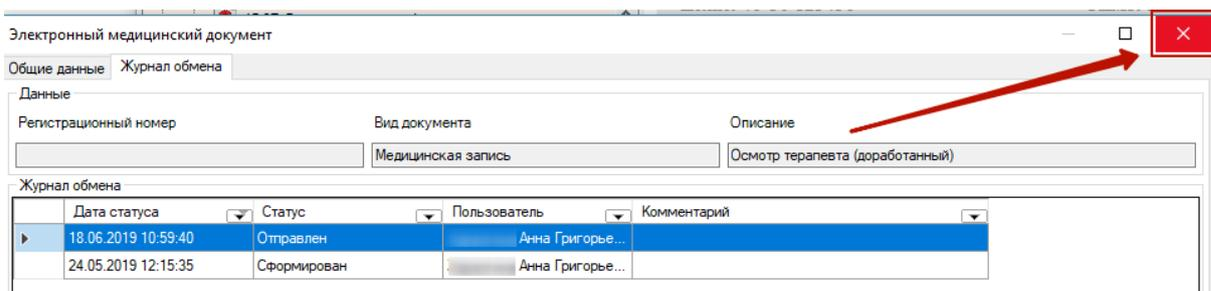 Электронный медицинский документ
Общие данные Журнал обмена
Данные
Регистрационный номер Вид документа Описание
Медицинская запись Осмотр терапевта (доработанный)
Журнал обмена
Дата статуса Статус Пользователь Комментарий
18.06.2019 10:59:40 Отправлен Анна Григорье...
24.05.2019 12:15:35 Сформирован Анна Григорье...